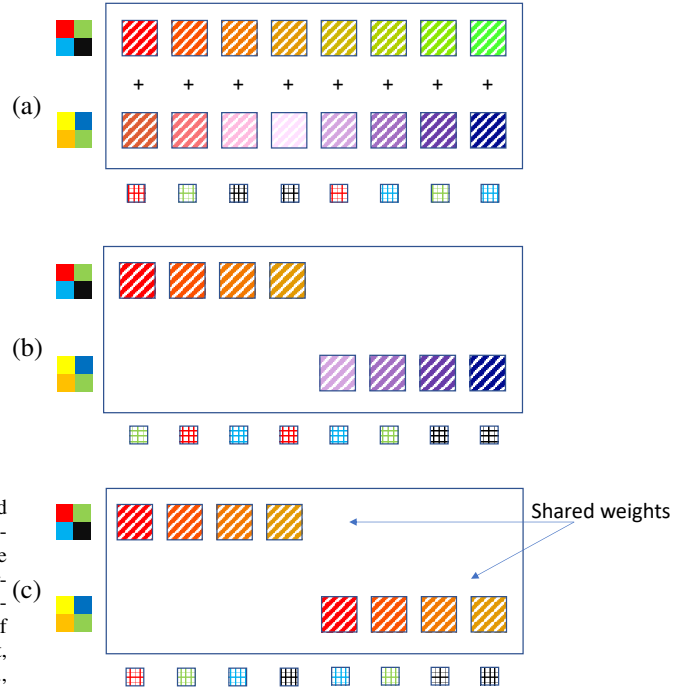 + + + + + + + +
(a)
(b)
Shared weights
(c)
d
-
e
-
-
f
t,
.,